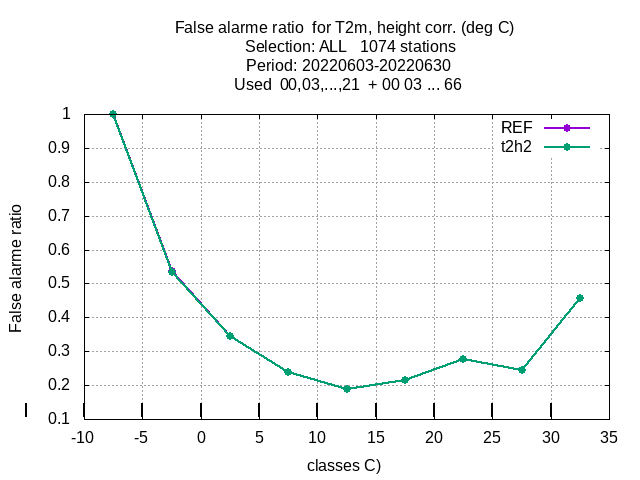 False alarme ratio  for T2m, height corr. (deg C)
Selection: ALL   1074 stations
Period: 20220603-20220630
Used  00,03,...,21  + 00 03 ... 66
REF
t2h2
1
0.9
0.8
0.7
0.6
0.5
0.4
0.3
0.2
0.1
False alarme ratio
-10 -5 0 5 10 15 20 25 30 35
classes C)